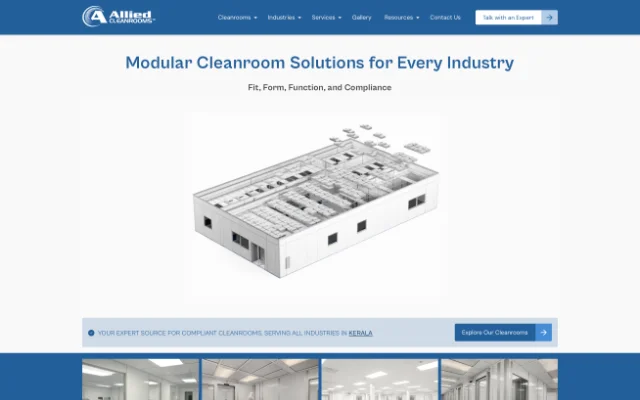 Allied
CLEANROOMS
Cleanrooms
Industries
Services
Gallery
Resources
Contact Us
Talk with an Expert
Modular Cleanroom Solutions for Every Industry
Fit, Form, Function, and Compliance
YOUR EXPERT SOURCE FOR COMPLIANT CLEANROOMS, SERVING ALL INDUSTRIES IN KERALA
Explore Our Cleanrooms